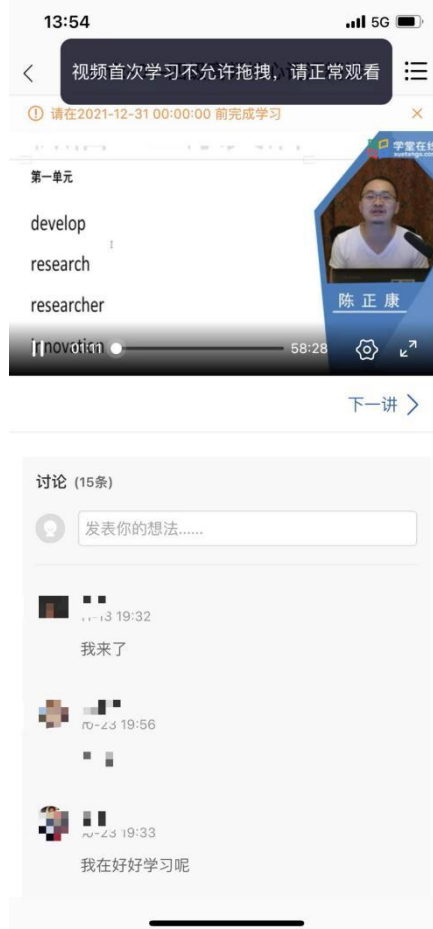 13:54
5G
视频首次学习不允许拖拽，请正常观看
请在2021-12-31 00:00:00 前完成学习
学堂在线
第一单元
develop
research
researcher
innovation
陈正康
01:11
58:28
下一讲
讨论 (15条)
发表你的想法......
19:32
我来了
19:56
19:33
我在好好学习呢